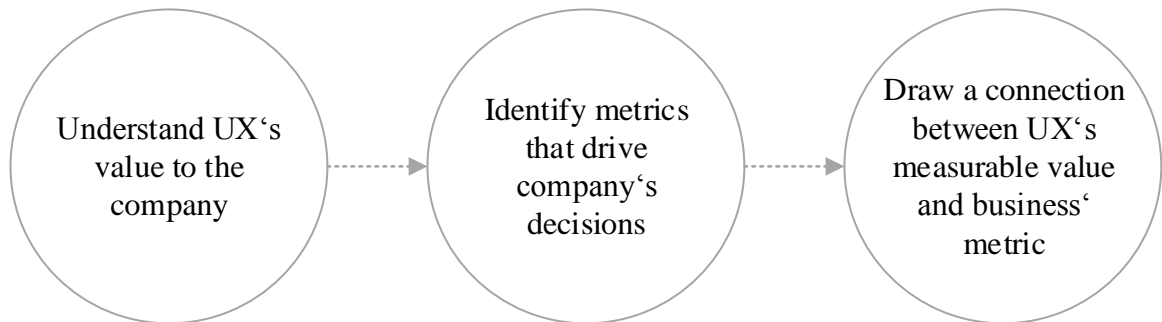 Understand UX‘s
value to the
company
Identify metrics
that drive
company‘s
decisions
Draw a connection
between UX‘s
measurable value
and business‘
metric